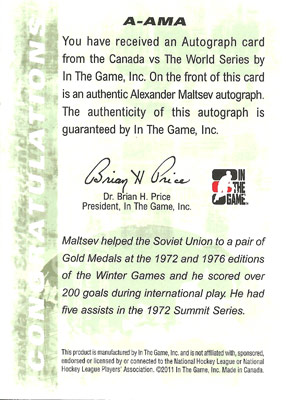 A-AMA
CONGRATULATIONS
You have received an Autograph card
from the Canada vs The World Series by
In The Game, Inc. On the front of this card
is an authentic Alexander Maltsev autograph.
The authenticity of this autograph is
guaranteed by In The Game, Inc.
Brian H Price
Dr. Brian H. Price
President, In The Game, Inc.
IN
THE
GAME.
Maltsev helped the Soviet Union to a pair of
Gold Medals at the 1972 and 1976 editions
of the Winter Games and he scored over
200 goals during international play. He had
five assists in the 1972 Summit Series.
This product is manufactured by In The Game, Inc. and is not affiliated with, sponsored,
endorsed or licensed by or connected to the National Hockey League or National
Hockey League Players' Association. ©2011 In The Game, Inc. Made in Canada.